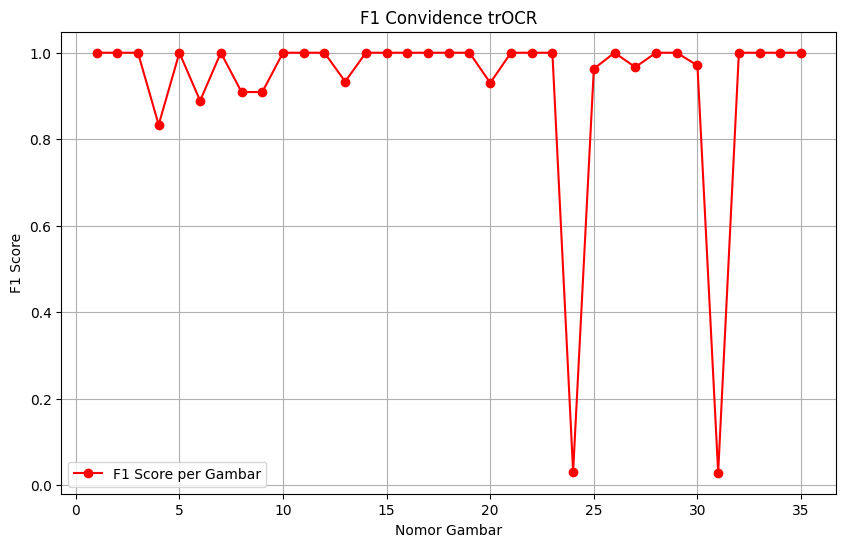 F1 Convidence trOCR
F1 Score
1.0
0.8
0.6
0.4
0.2
0.0
F1 Score per Gambar
0 5 10 15 20 25 30 35
Nomor Gambar